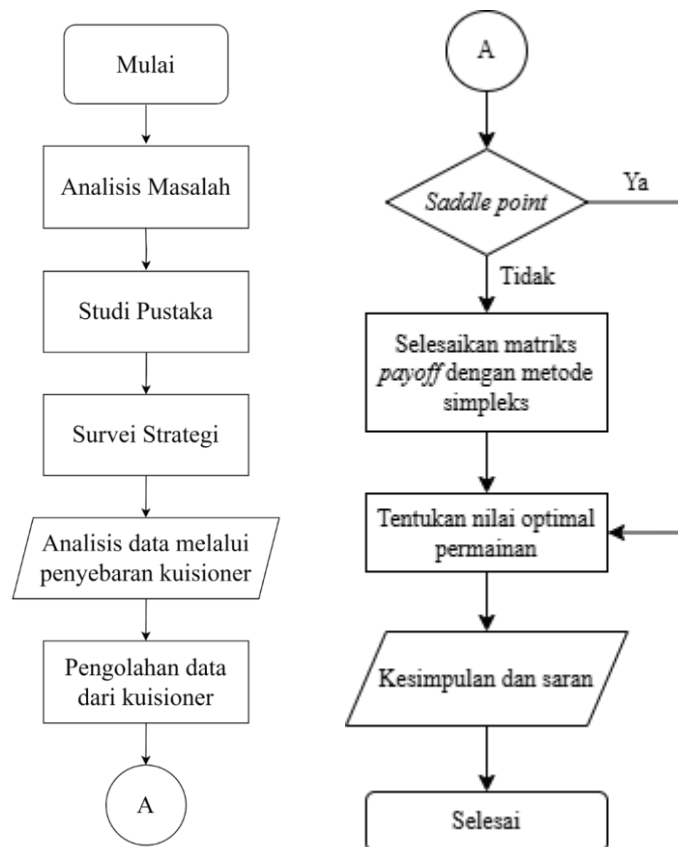 Mulai
Analisis Masalah
Studi Pustaka
Survei Strategi
Analisis data melalui
penyebaran kuisioner
Pengolahan data
dari kuisioner
A
A
Saddle point
Ya
Tidak
Selesaikan matriks
payoff dengan metode
simpleks
Tentukan nilai optimal
permainan
Kesimpulan dan saran
Selesai